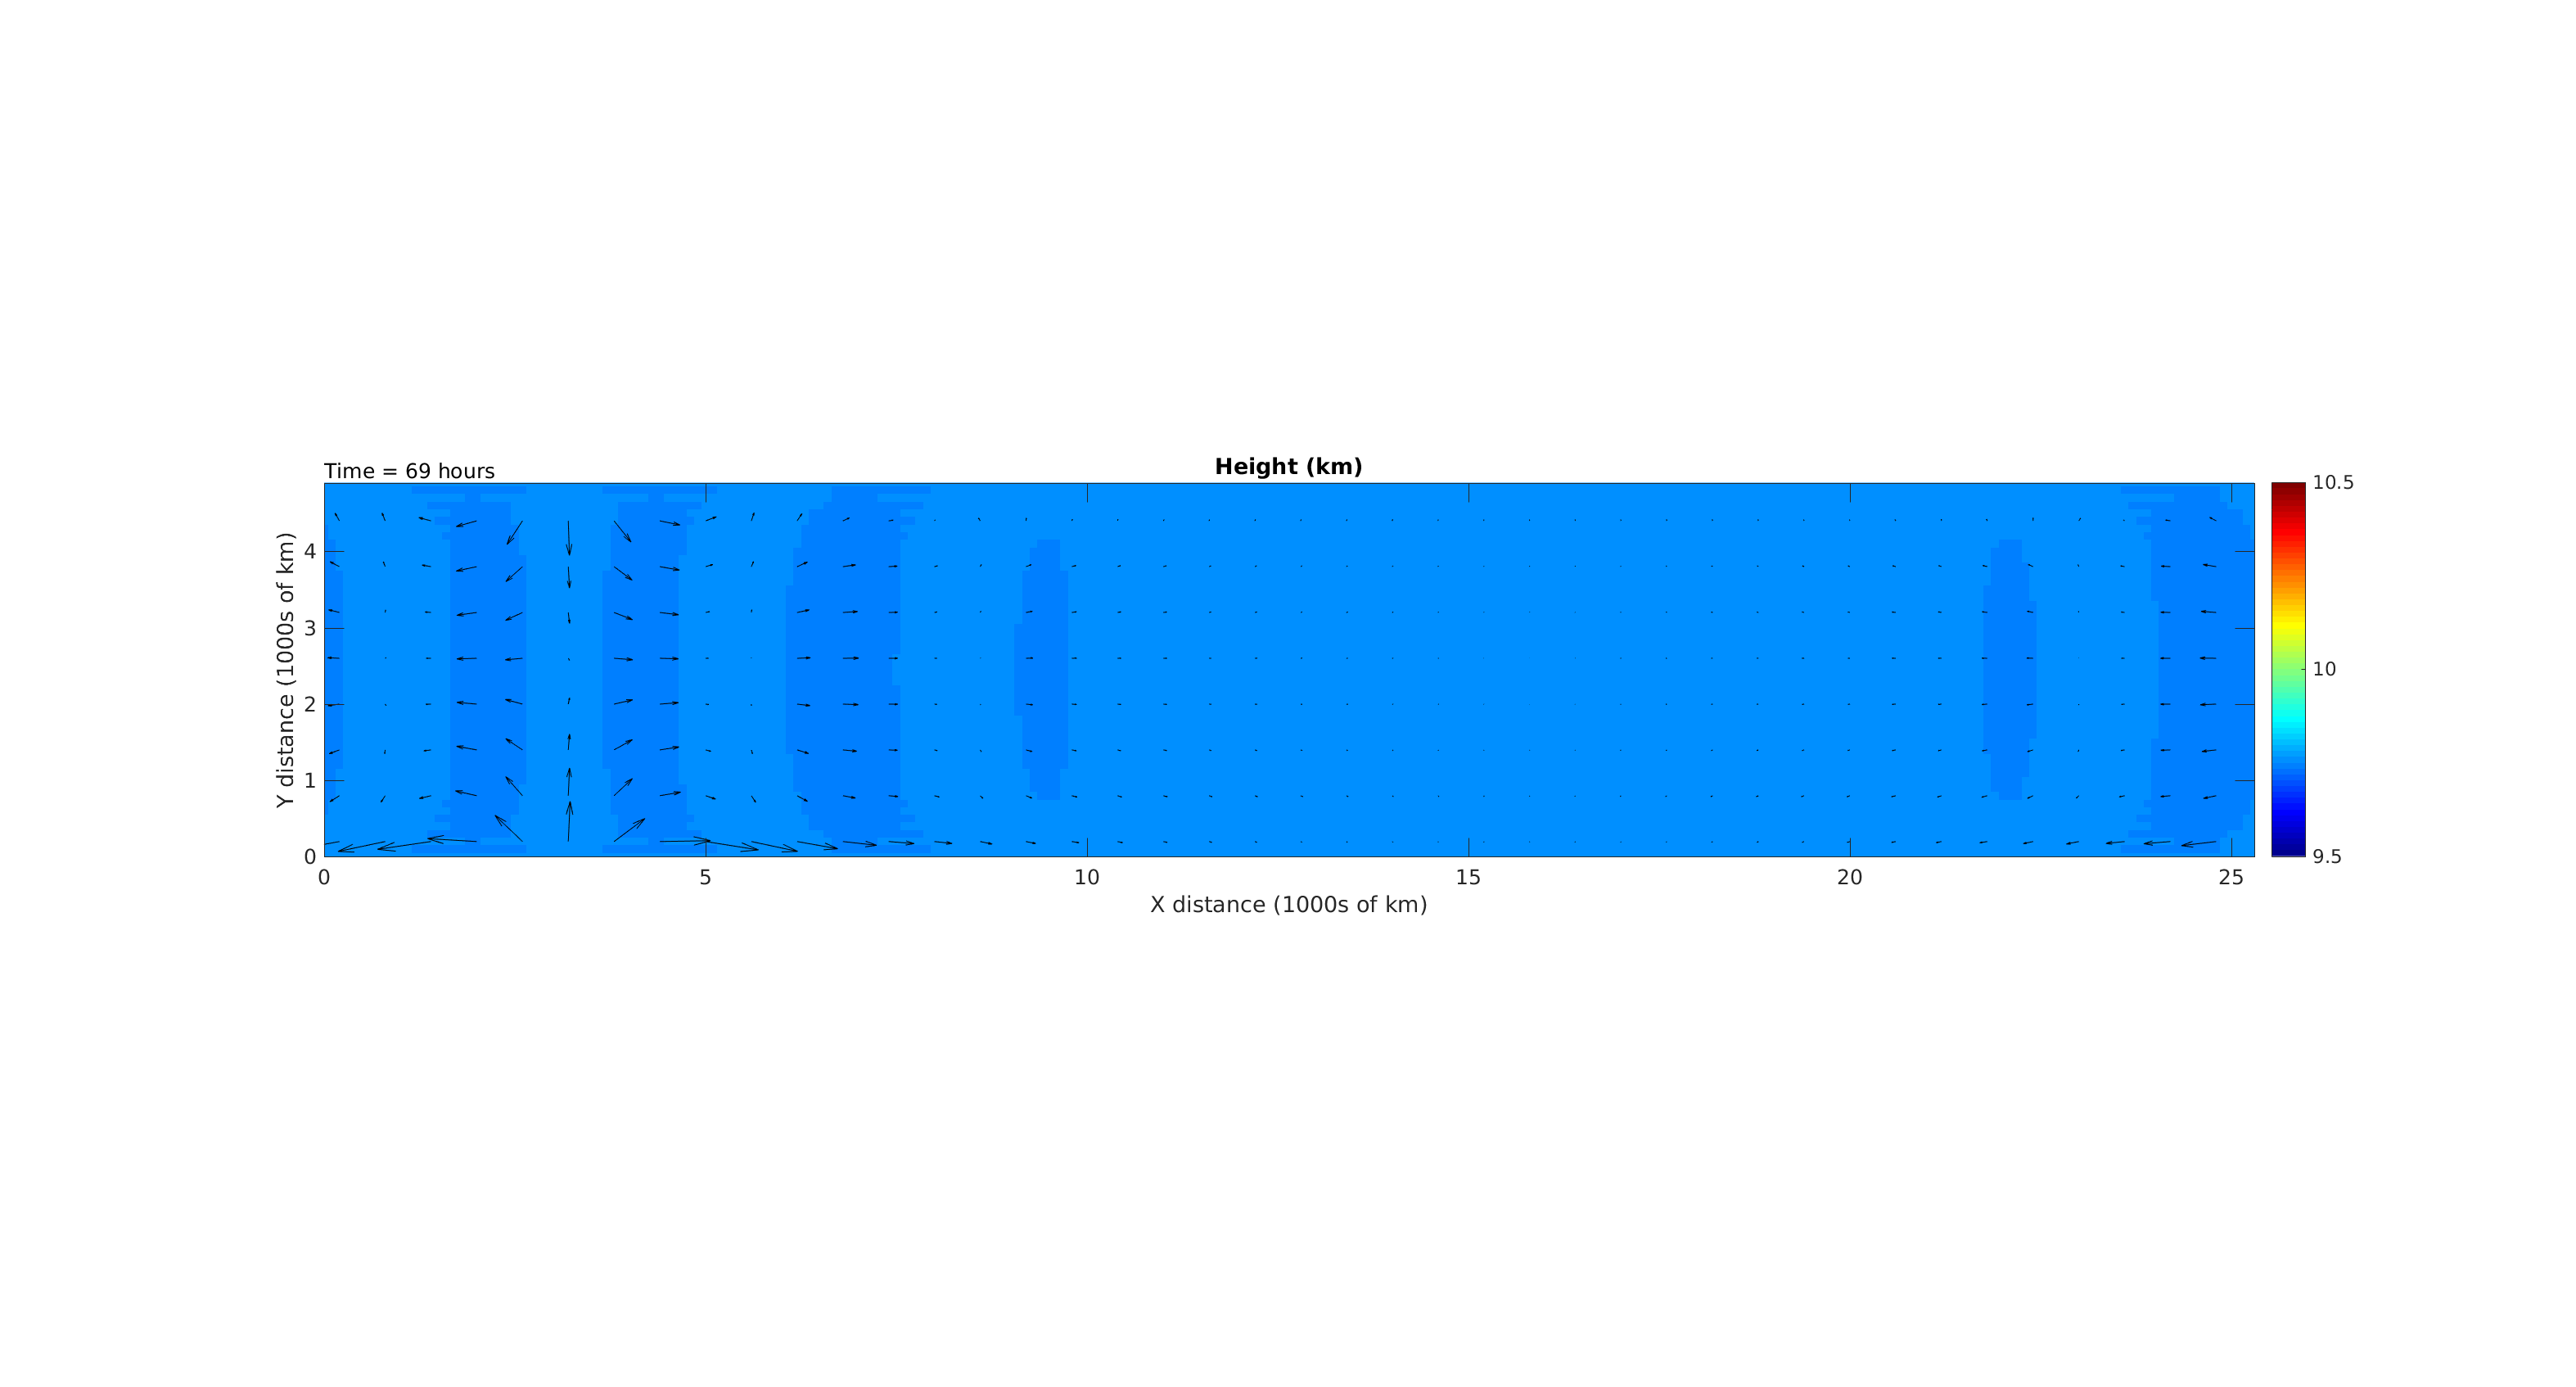 Time = 69 hours
Height (km)
10.5
10
9.5
Y distance (1000s of km)
4
3
2
1
0
0 5 10 15 20 25
X distance (1000s of km)